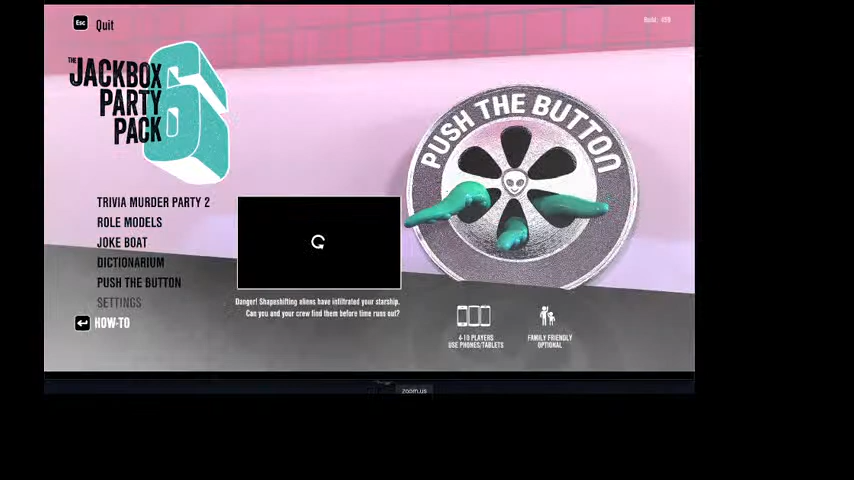 Esc Quit
Build: 459
THE
JACKBOX
PARTY
PACK
6
PUSH THE BUTTON
TRIVIA MURDER PARTY 2
ROLE MODELS
JOKE BOAT
DICTIONARIUM
PUSH THE BUTTON
SETTINGS
HOW-TO
Danger! Shapeshifting aliens have infiltrated your starship.
Can you and your crew find them before time runs out?
4-10 PLAYERS
USE PHONES/TABLETS
FAMILY FRIENDLY
OPTIONAL
zoom.us